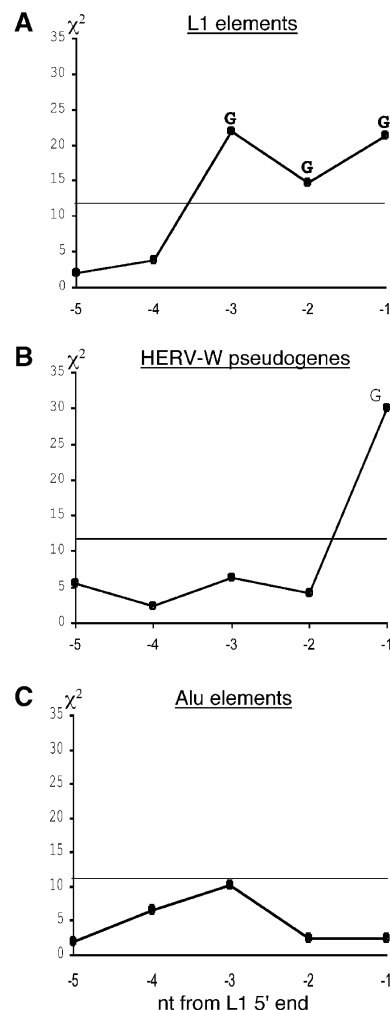 A L1 elements
χ2
35
30
25
20
15
10
5
0
G G G
-5 -4 -3 -2 -1
B HERV-W pseudogenes
χ2
35
30
25
20
15
10
5
0
G
-5 -4 -3 -2 -1
C Alu elements
χ2
35
30
25
20
15
10
5
0
-5 -4 -3 -2 -1
nt from L1 5' end